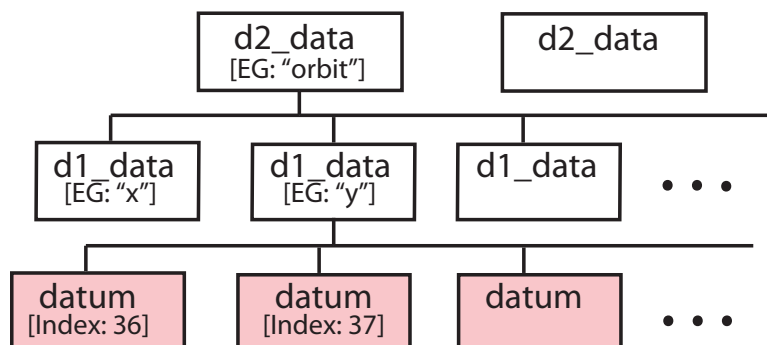 d2_data
[EG: “orbit”]
d2_data
d1_data
[EG: “x”]
d1_data
[EG: “y”]
d1_data
• • •
datum
[Index: 36]
datum
[Index: 37]
datum
• • •